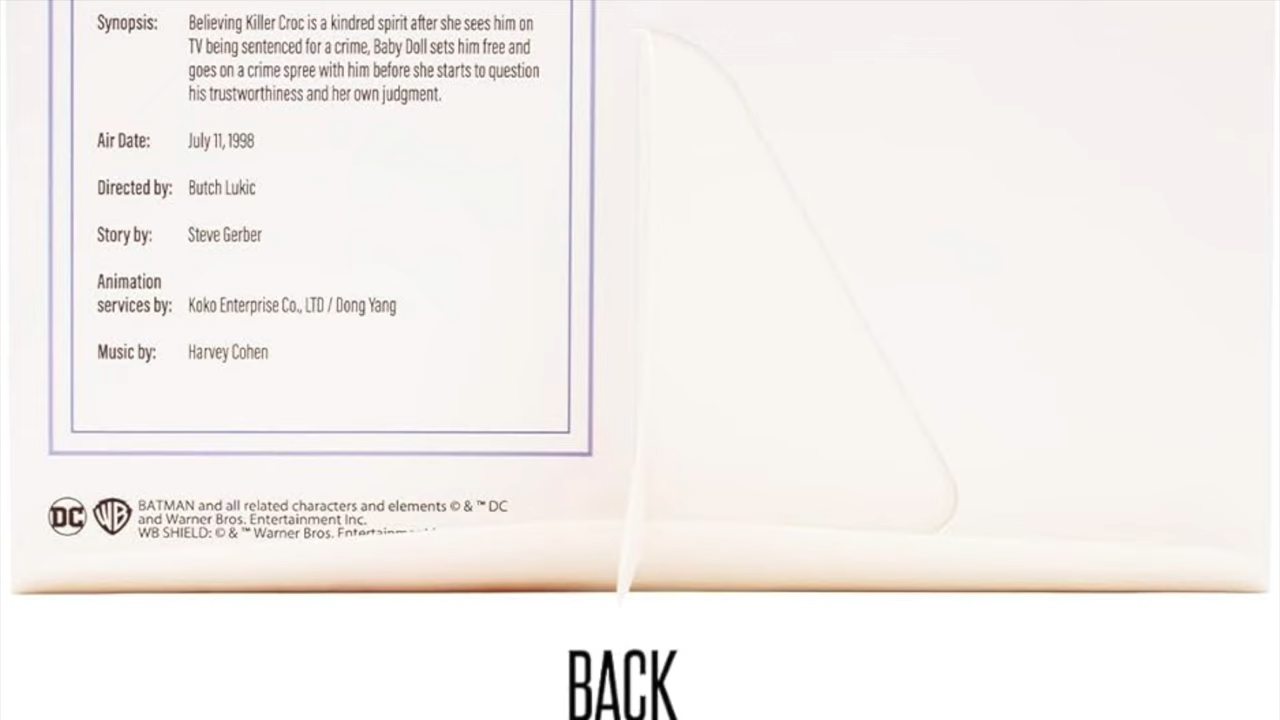 Synopsis: Believing Killer Croc is a kindred spirit after she sees him on
TV being sentenced for a crime, Baby Doll sets him free and
goes on a crime spree with him before she starts to question
his trustworthiness and her own judgment.
Air Date: July 11, 1998
Directed by: Butch Lukic
Story by: Steve Gerber
Animation
services by: Koko Enterprise Co., LTD / Dong Yang
Music by: Harvey Cohen
DC WB BATMAN and all related characters and elements © & ™ DC
and Warner Bros. Entertainment Inc.
WB SHIELD: © & ™ Warner Bros.
BACK